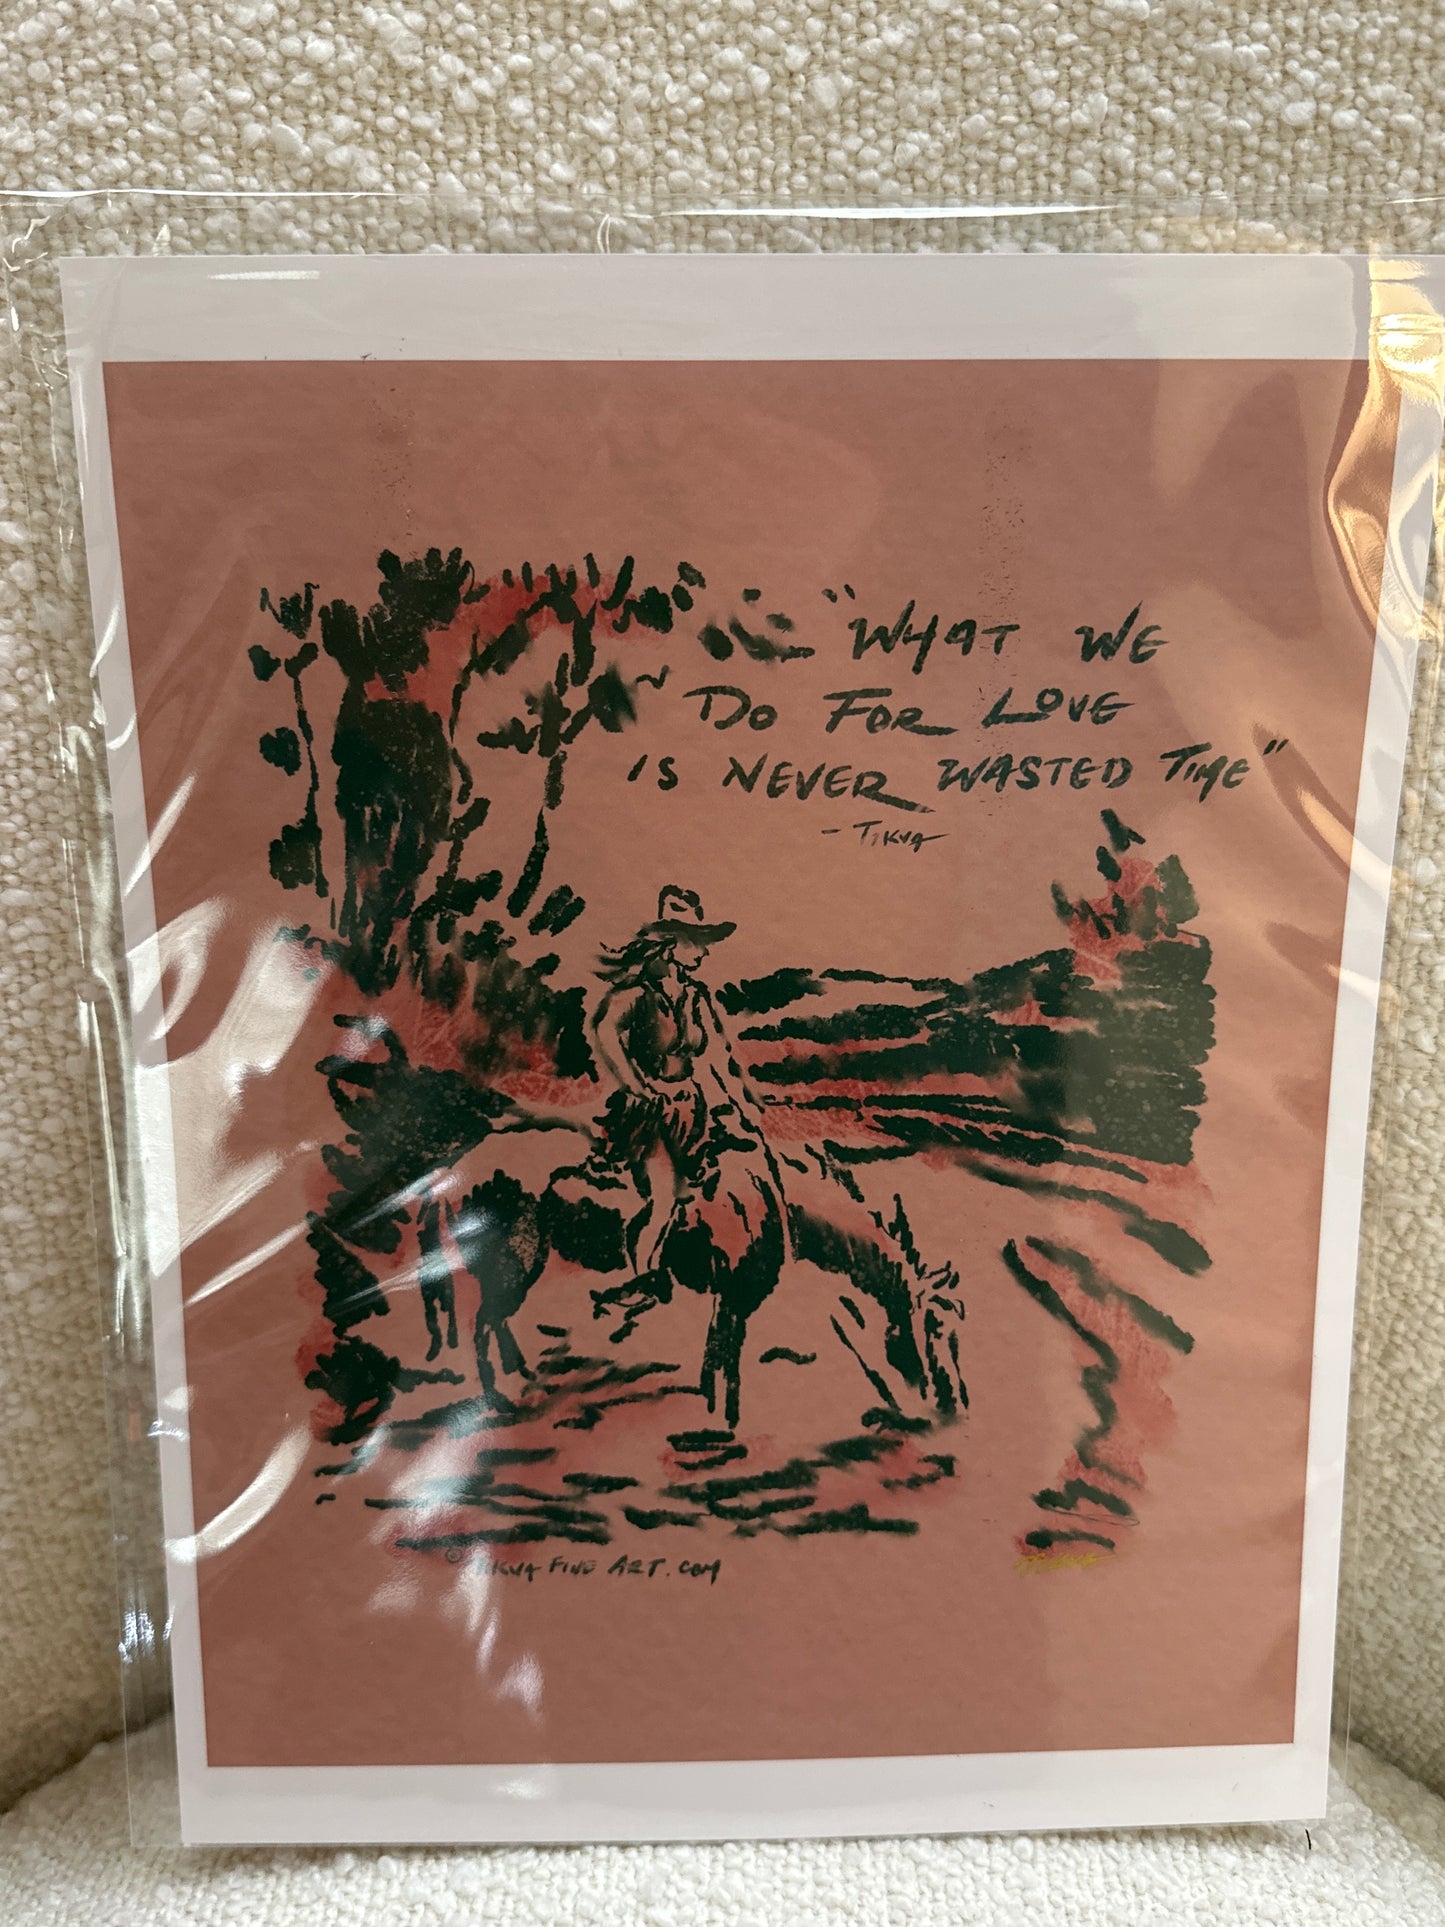 "WHAT WE
DO FOR LOVE
IS NEVER WASTED TIME"
- TIKVA
© TIKVA FINE ART.COM